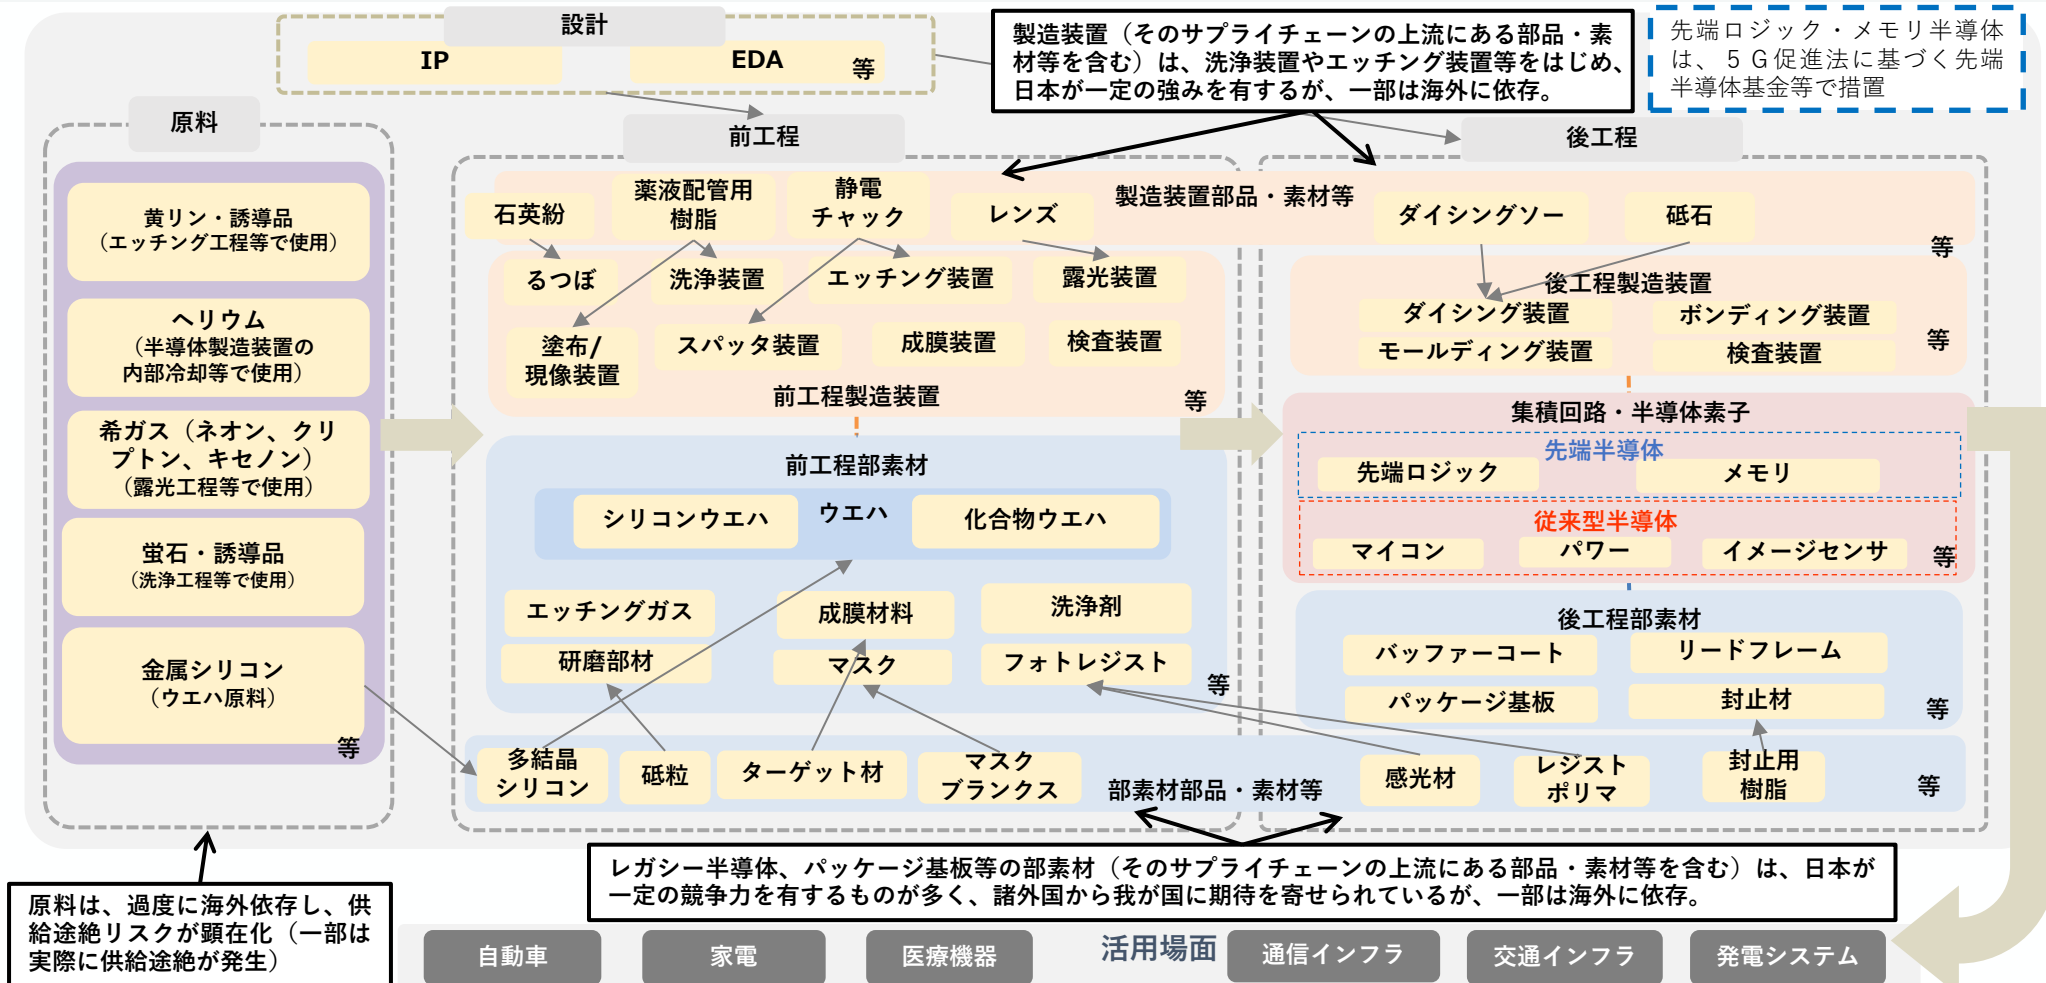 設計
IP
EDA
等
製造装置（そのサプライチェーンの上流にある部品・素
材等を含む）は、洗浄装置やエッチング装置等をはじめ、
日本が一定の強みを有するが、一部は海外に依存。
先端ロジック・メモリ半導体
は、５Ｇ促進法に基づく先端
半導体基金等で措置
原料
黄リン・誘導品
（エッチング工程等で使用）
ヘリウム
（半導体製造装置の
内部冷却等で使用）
希ガス（ネオン、クリ
プトン、キセノン）
（露光工程等で使用）
蛍石・誘導品
（洗浄工程等で使用）
金属シリコン
（ウエハ原料）
等
前工程
後工程
石英紛
薬液配管用
樹脂
静電
チャック
レンズ
製造装置部品・素材等
ダイシングソー
砥石
等
るつぼ
洗浄装置
エッチング装置
露光装置
塗布/
現像装置
スパッタ装置
成膜装置
検査装置
前工程製造装置
等
後工程製造装置
ダイシング装置
ボンディング装置
モールディング装置
検査装置
等
前工程部素材
シリコンウエハ
ウエハ
化合物ウエハ
エッチングガス
成膜材料
洗浄剤
研磨部材
マスク
フォトレジスト
等
集積回路・半導体素子
先端半導体
先端ロジック
メモリ
従来型半導体
マイコン
パワー
イメージセンサ
等
後工程部素材
バッファーコート
リードフレーム
パッケージ基板
封止材
等
多結晶
シリコン
砥粒
ターゲット材
マスク
ブランクス
部素材部品・素材等
感光材
レジスト
ポリマ
封止用
樹脂
等
原料は、過度に海外依存し、供
給途絶リスクが顕在化（一部は
実際に供給途絶が発生）
レガシー半導体、パッケージ基板等の部素材（そのサプライチェーンの上流にある部品・素材等を含む）は、日本が
一定の競争力を有するものが多く、諸外国から我が国に期待を寄せられているが、一部は海外に依存。
自動車
家電
医療機器
活用場面
通信インフラ
交通インフラ
発電システム